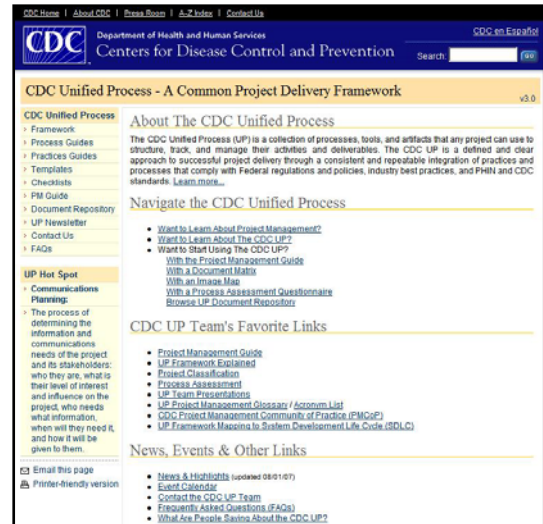 CDC Home | About CDC | Press Room | A-Z Index | Contact Us
CDC
Department of Health and Human Services
Centers for Disease Control and Prevention
CDC en Español
Search:
GO
CDC Unified Process - A Common Project Delivery Framework
v3.0
CDC Unified Process
› Framework
› Process Guides
› Practices Guides
› Templates
› Checklists
› PM Guide
› Document Repository
› UP Newsletter
› Contact Us
› FAQs
UP Hot Spot
› Communications
Planning:
› The process of
determining the
information and
communications
needs of the project
and its stakeholders:
who they are, what is
their level of interest
and influence on the
project, who needs
what information,
when will they need it,
and how it will be
given to them.
Email this page
Printer-friendly version
About The CDC Unified Process
The CDC Unified Process (UP) is a collection of processes, tools, and artifacts that any project can use to
structure, track, and manage their activities and deliverables. The CDC UP is a defined and clear
approach to successful project delivery through a consistent and repeatable integration of practices and
processes that comply with Federal regulations and policies, industry best practices, and PHIN and CDC
standards. Learn more...
Navigate the CDC Unified Process
• Want to Learn About Project Management?
• Want to Learn About The CDC UP?
• Want to Start Using The CDC UP?
With the Project Management Guide
With a Document Matrix
With an Image Map
With a Process Assessment Questionnaire
Browse UP Document Repository
CDC UP Team's Favorite Links
• Project Management Guide
• UP Framework Explained
• Project Classification
• Process Assessment
• UP Team Presentations
• UP Project Management Glossary / Acronym List
• CDC Project Management Community of Practice (PMCoP)
• UP Framework Mapping to System Development Life Cycle (SDLC)
News, Events & Other Links
• News & Highlights (updated 08/01/07)
• Event Calendar
• Contact the CDC UP Team
• Frequently Asked Questions (FAQs)
• What Are People Saying About the CDC UP?